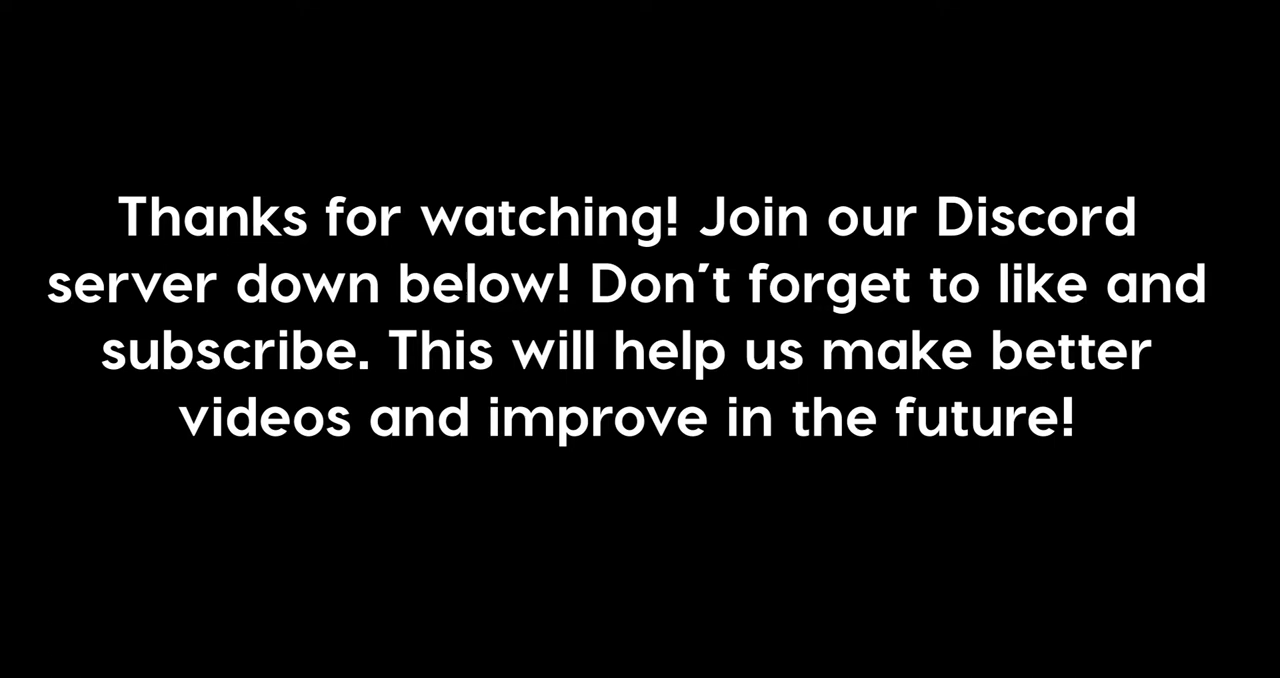 Thanks for watching! Join our Discord
server down below! Don't forget to like and
subscribe. This will help us make better
videos and improve in the future!